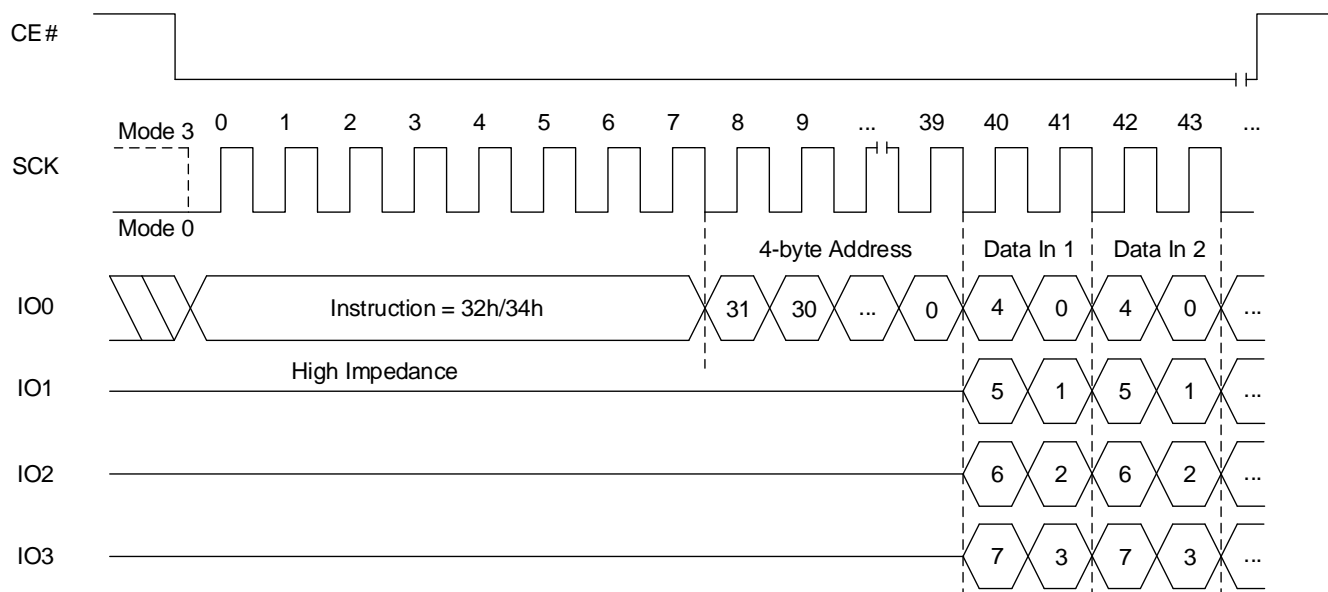 CE#
Mode 3 0 1 2 3 4 5 6 7 8 9 ... 39 40 41 42 43 ...
SCK
Mode 0
4-byte Address Data In 1 Data In 2
IO0 Instruction = 32h/34h 31 30 ... 0 4 0 4 0 ...
High Impedance
IO1 5 1 5 1 ...
IO2 6 2 6 2 ...
IO3 7 3 7 3 ...